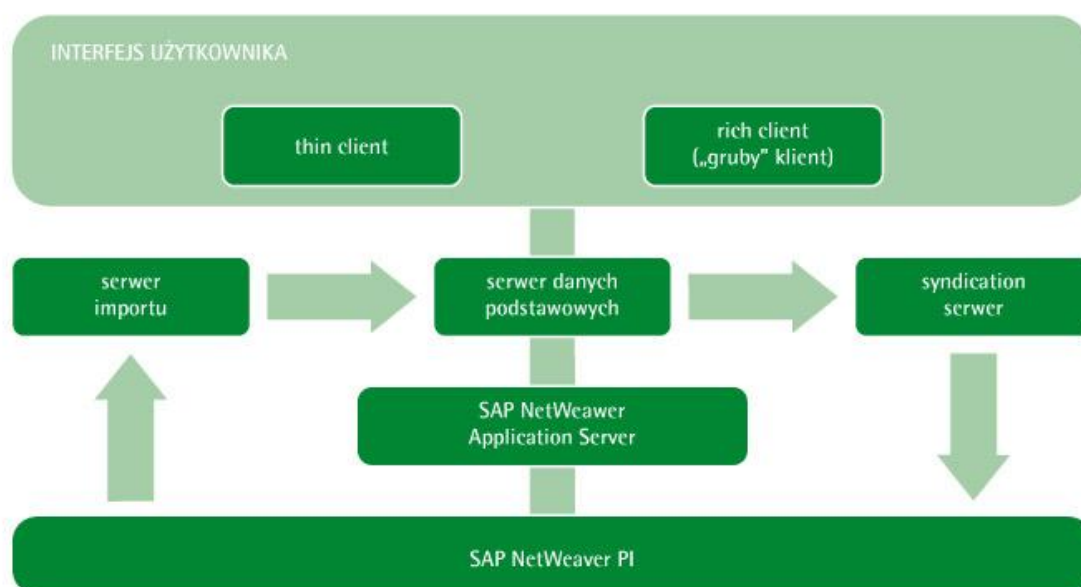 INTERFEJS UŻYTKOWNIKA
thin client
rich client
(„gruby” klient)
serwer
importu
serwer danych
podstawowych
syndication
serwer
SAP NetWeawer
Application Server
SAP NetWeaver PI